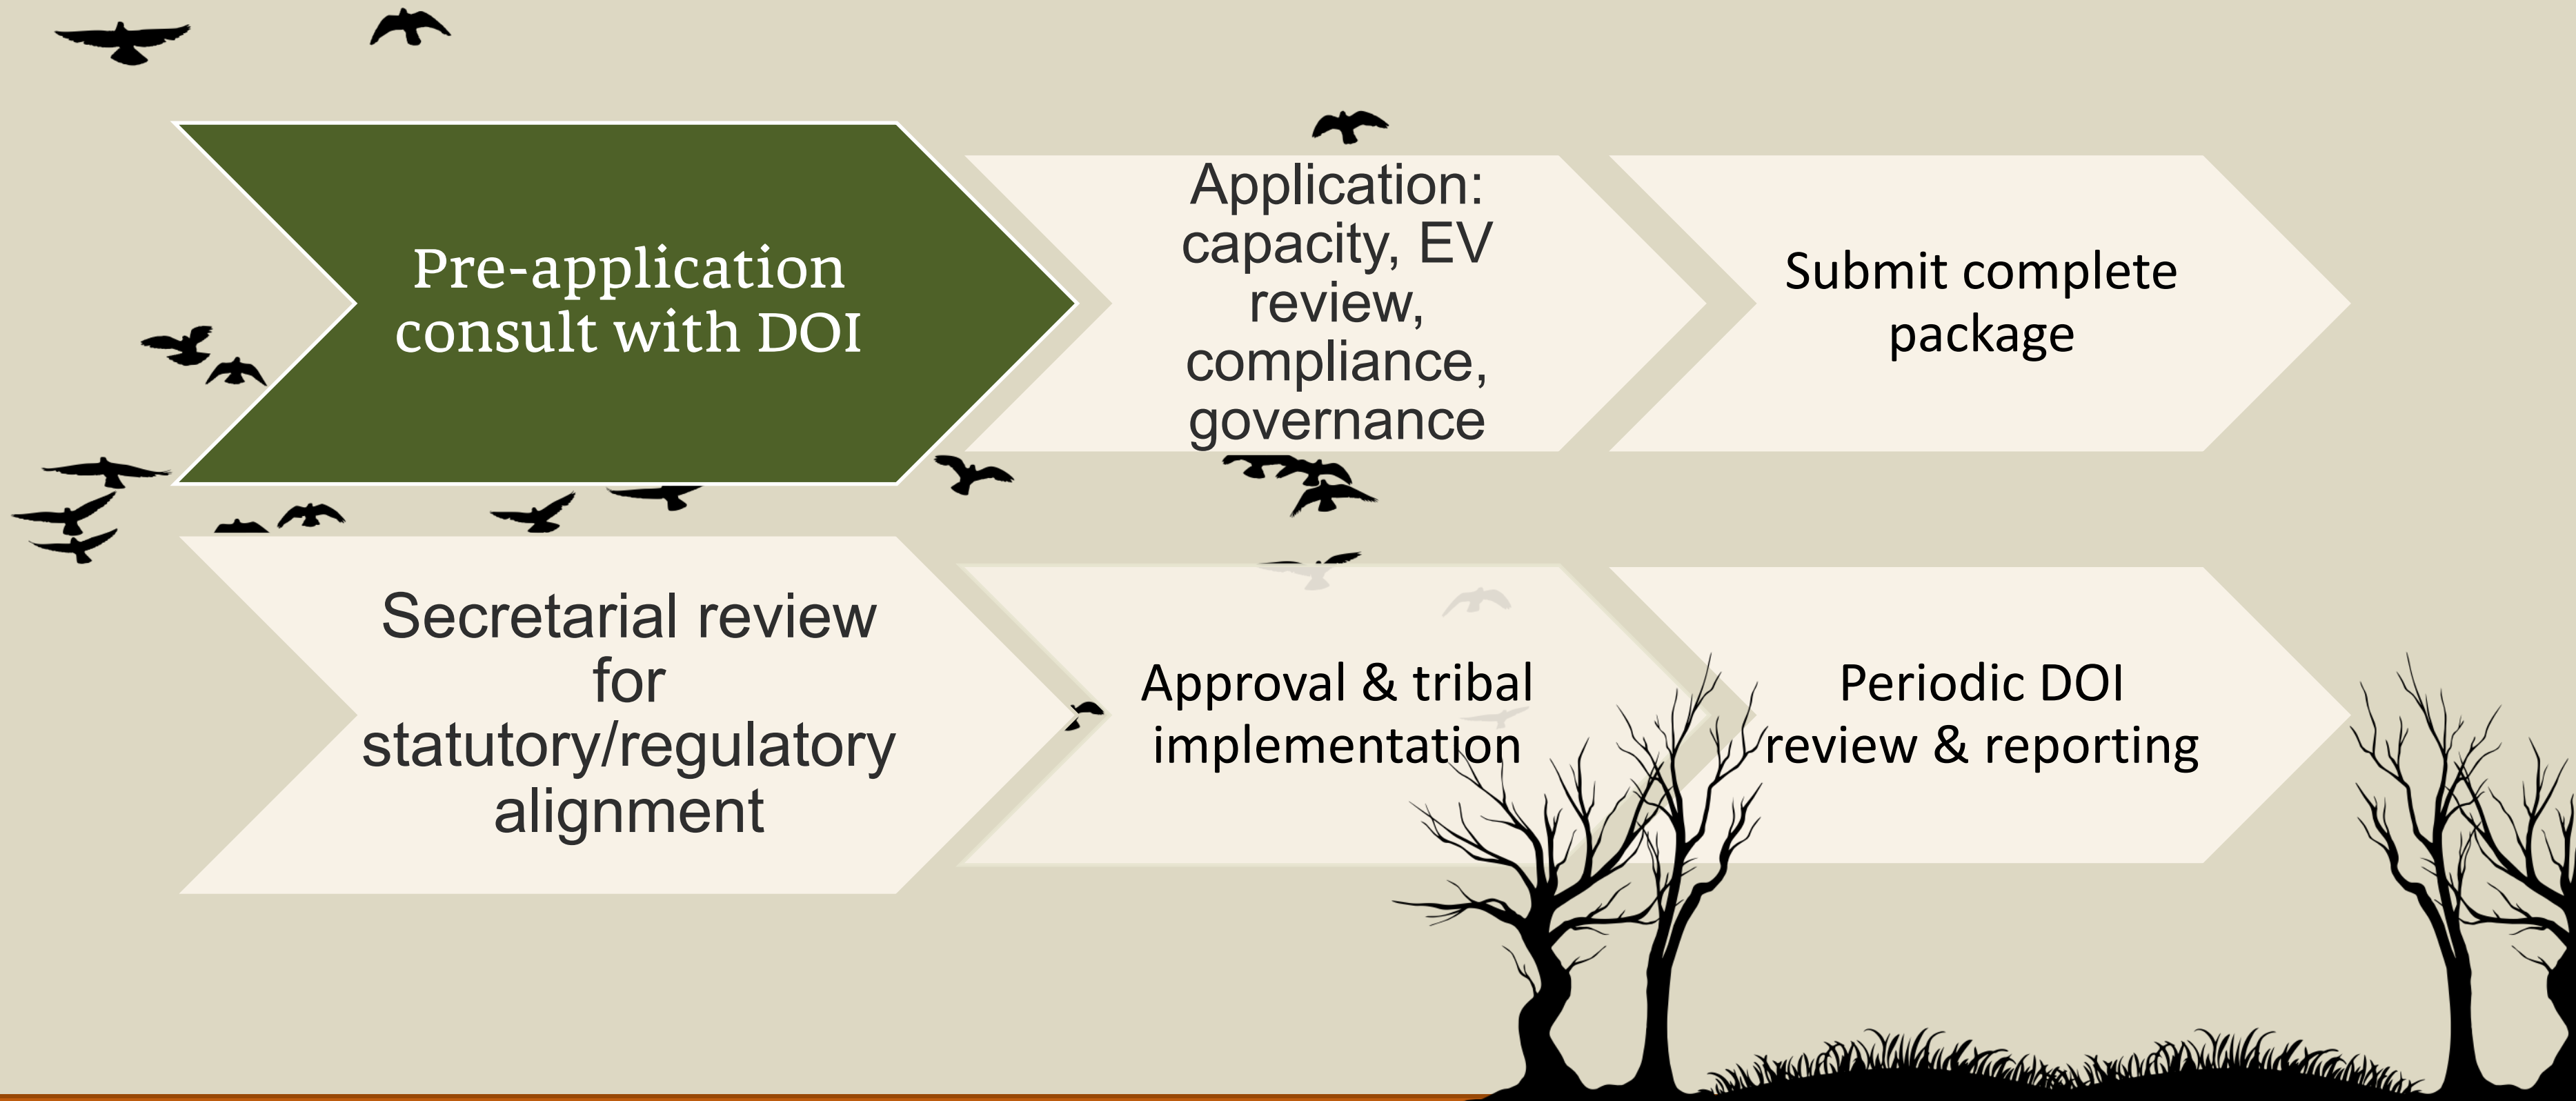 Pre-application
consult with DOI
Application:
capacity, EV
review,
compliance,
governance
Submit complete
package
Secretarial review
for
statutory/regulatory
alignment
Approval & tribal
implementation
Periodic DOI
review & reporting